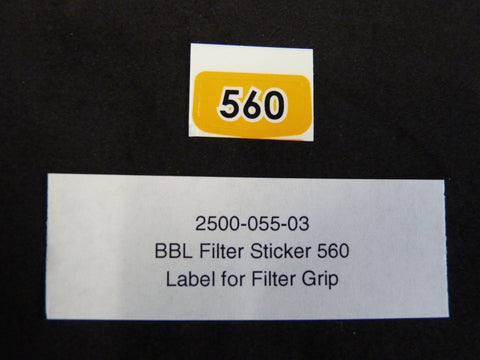 560
2500-055-03
BBL Filter Sticker 560
Label for Filter Grip